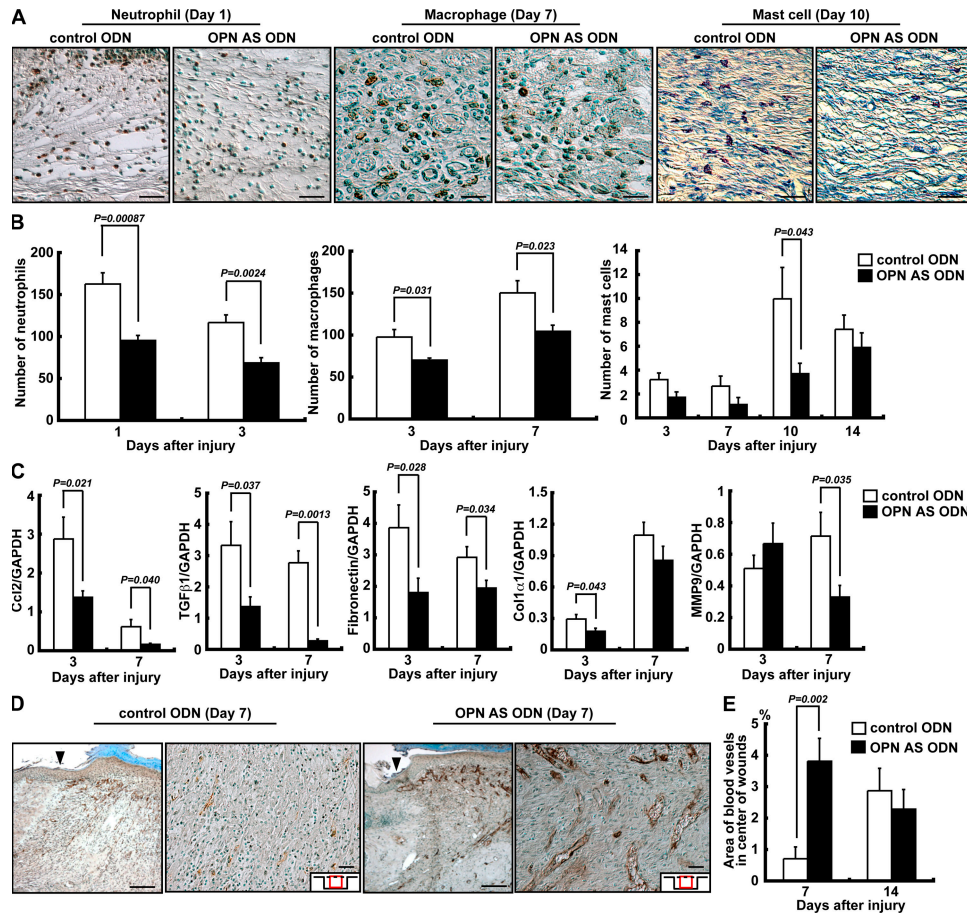 A
Neutrophil (Day 1)
Macrophage (Day 7)
Mast cell (Day 10)
control ODN
OPN AS ODN
control ODN
OPN AS ODN
control ODN
OPN AS ODN
B
Number of neutrophils
200
150
100
50
0
P=0.00087
P=0.0024
1
3
Days after injury
Number of macrophages
200
150
100
50
0
P=0.031
P=0.023
3
7
Days after injury
Number of mast cells
14
12
10
8
6
4
2
0
P=0.043
3
7
10
14
Days after injury
control ODN
OPN AS ODN
C
Ccl2/GAPDH
4
3
2
1
0
P=0.021
P=0.040
3
7
Days after injury
TGFβ1/GAPDH
5
4
3
2
1
0
P=0.037
P=0.0013
3
7
Days after injury
Fibronectin/GAPDH
5
4
3
2
1
0
P=0.028
P=0.034
3
7
Days after injury
Col1α1/GAPDH
1.5
1.2
0.9
0.6
0.3
0
P=0.043
3
7
Days after injury
MMP9/GAPDH
1
0.8
0.6
0.4
0.2
0
P=0.035
3
7
Days after injury
control ODN
OPN AS ODN
D
control ODN (Day 7)
OPN AS ODN (Day 7)
E
Area of blood vessels
in center of wounds
%
5
4
3
2
1
0
P=0.002
control ODN
OPN AS ODN
7
14
Days after injury